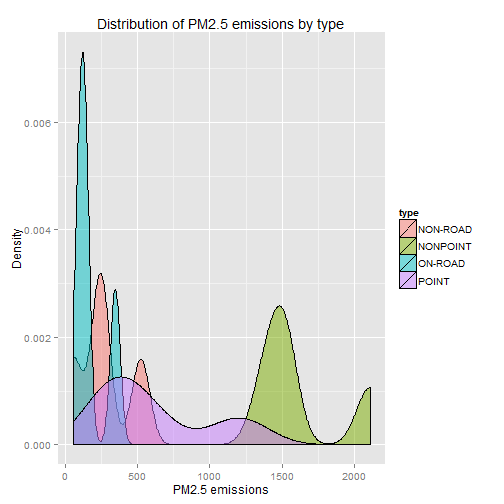 Distribution of PM2.5 emissions by type
Density
0.006
0.004
0.002
0.000
0
500
1000
1500
2000
PM2.5 emissions
type
NON-ROAD
NONPOINT
ON-ROAD
POINT